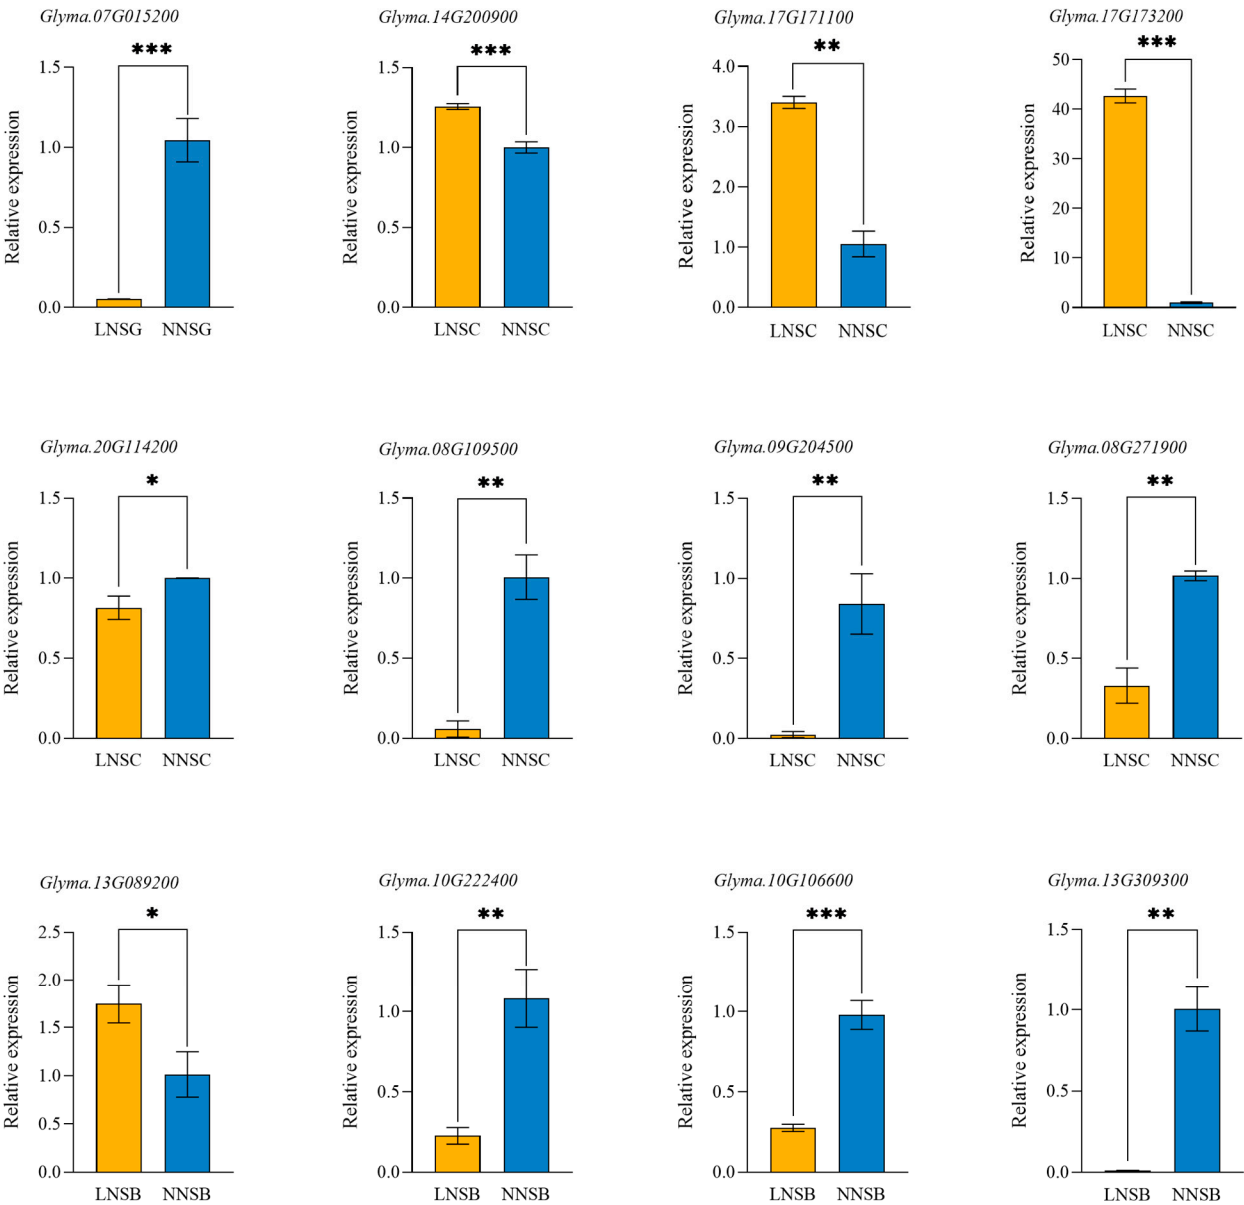 Glyma.07G015200
***
1.5
1.0
0.5
0.0
Relative expression
LNSG NNSG
Glyma.14G200900
***
1.5
1.0
0.5
0.0
Relative expression
LNSC NNSC
Glyma.17G171100
**
4.0
3.0
2.0
1.0
0.0
Relative expression
LNSC NNSC
Glyma.17G173200
***
50
40
30
20
10
0
Relative expression
LNSC NNSC
Glyma.20G114200
*
1.5
1.0
0.5
0.0
Relative expression
LNSC NNSC
Glyma.08G109500
**
1.5
1.0
0.5
0.0
Relative expression
LNSC NNSC
Glyma.09G204500
**
1.5
1.0
0.5
0.0
Relative expression
LNSC NNSC
Glyma.08G271900
**
1.5
1.0
0.5
0.0
Relative expression
LNSC NNSC
Glyma.13G089200
*
2.5
2.0
1.5
1.0
0.5
0.0
Relative expression
LNSB NNSB
Glyma.10G222400
**
1.5
1.0
0.5
0.0
Relative expression
LNSB NNSB
Glyma.10G106600
***
1.5
1.0
0.5
0.0
Relative expression
LNSB NNSB
Glyma.13G309300
**
1.5
1.0
0.5
0.0
Relative expression
LNSB NNSB